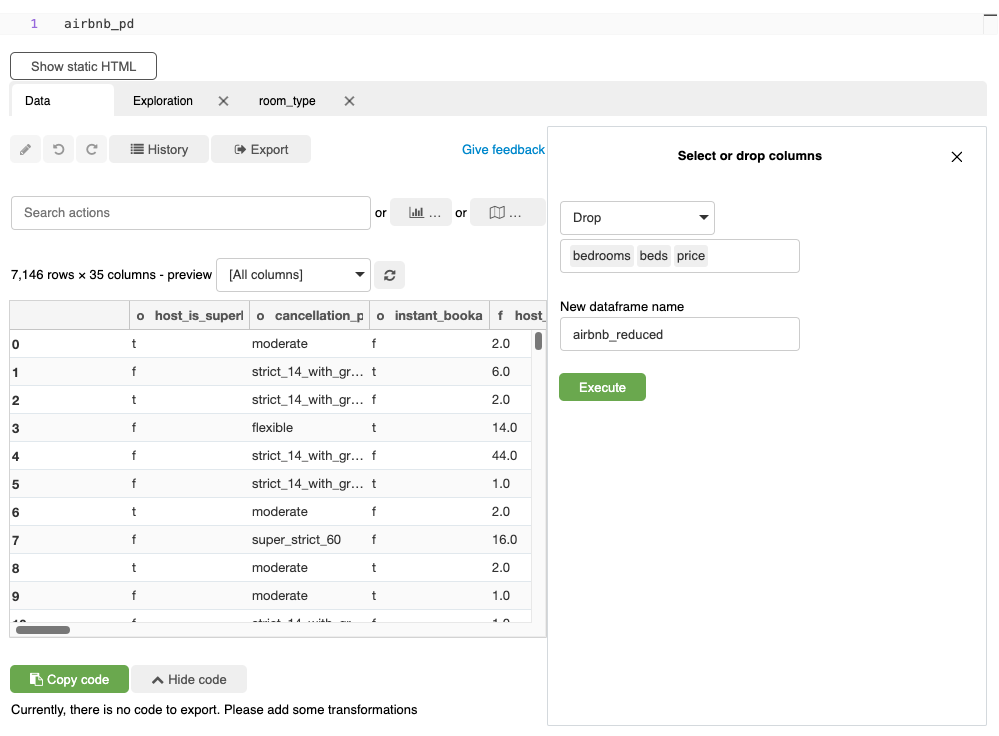 1 airbnb_pd
Show static HTML
Data Exploration room_type
History Export Give feedback
Select or drop columns
Search actions or ... or ...
Drop
bedrooms beds price
7,146 rows × 35 columns - preview [All columns]
New dataframe name
airbnb_reduced
Execute
o host_is_superl o cancellation_p o instant_booka f host_
0 t moderate f 2.0
1 f strict_14_with_gr... t 6.0
2 t strict_14_with_gr... f 2.0
3 f flexible t 14.0
4 f strict_14_with_gr... f 44.0
5 f strict_14_with_gr... t 1.0
6 t moderate f 2.0
7 f super_strict_60 f 16.0
8 t moderate t 2.0
9 f moderate t 1.0
10 f strict_14_with_gr... f 1.0
Copy code Hide code
Currently, there is no code to export. Please add some transformations